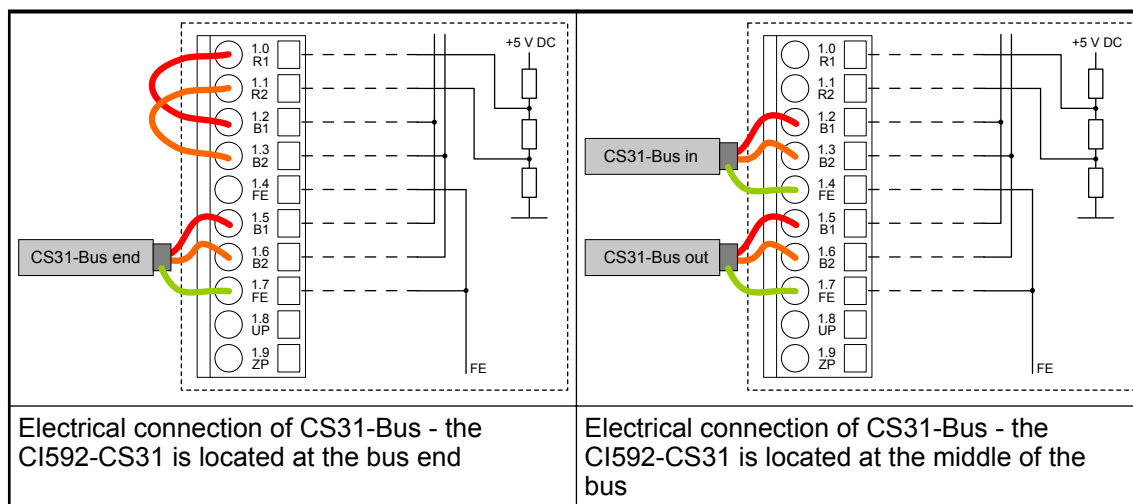 +5 V DC
1.0
R1
1.1
R2
1.2
B1
1.3
B2
1.4
FE
1.5
B1
CS31-Bus end
1.6
B2
1.7
FE
1.8
UP
1.9
ZP
FE
+5 V DC
1.0
R1
1.1
R2
1.2
B1
CS31-Bus in
1.3
B2
1.4
FE
1.5
B1
CS31-Bus out
1.6
B2
1.7
FE
1.8
UP
1.9
ZP
FE
Electrical connection of CS31-Bus - the
CI592-CS31 is located at the bus end
Electrical connection of CS31-Bus - the
CI592-CS31 is located at the middle of the
bus